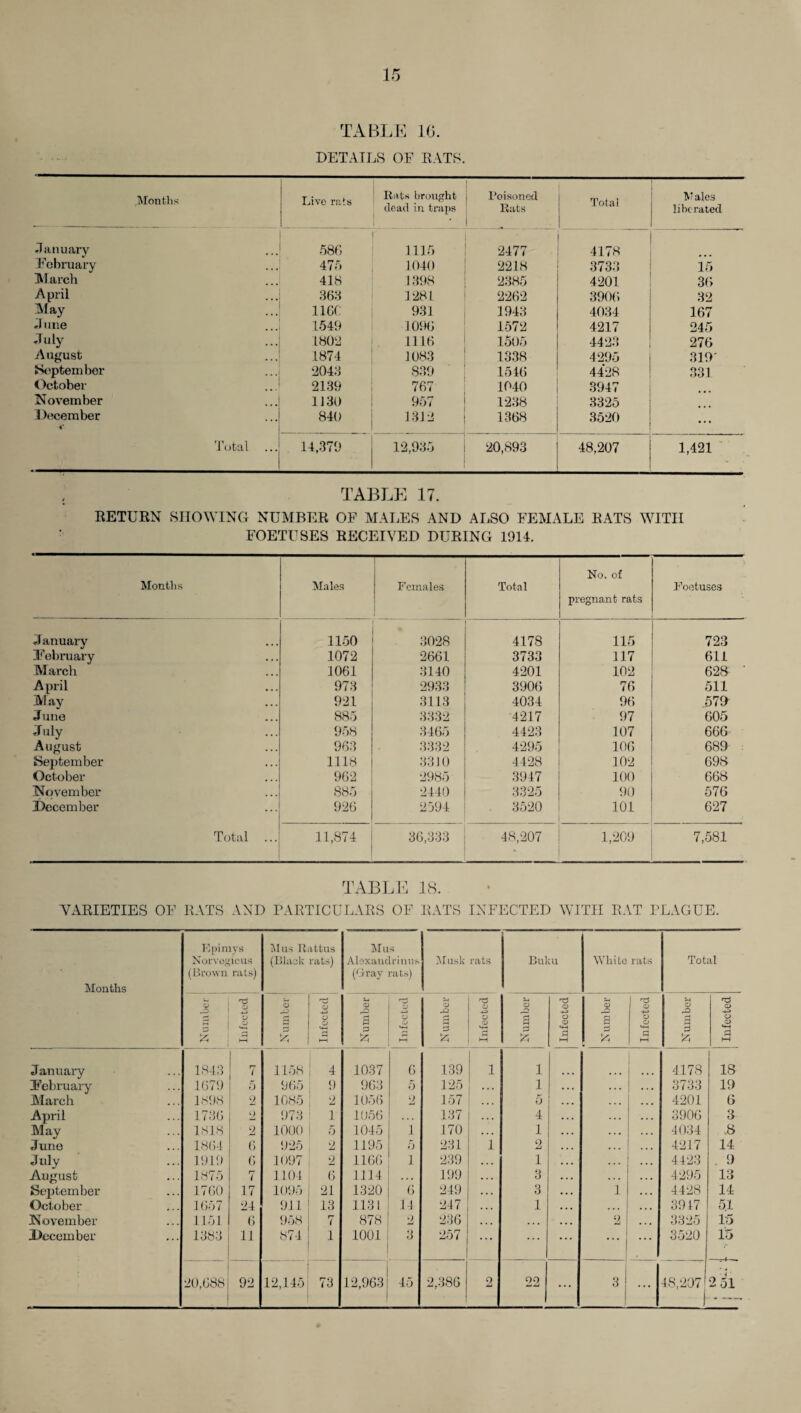 15
TABLE 16.
DETAILS OF RATS.
Months | Live rats | Rats brought dead in traps | Poisoned Rats | Total | Males liberated
January ... 586 1115 2477 4178 ...
February ... 475 1040 2218 3733 15
March ... 418 1398 2385 4201 36
April ... 363 1281 2262 3906 32
May ... 1160 931 1943 4034 167
June ... 1549 1096 1572 4217 245
July ... 1802 1116 1505 4423 276
August ... 1874 1083 1338 4295 319
September ... 2043 839 1546 4428 331
October ... 2139 767 1040 3947 ...
November ... 1130 957 1238 3325 ...
December ... 840 1312 1368 3520 ...
Total ... 14,379 12,935 20,893 48,207 1,421
TABLE 17.
RETURN SHOWING NUMBER OF MALES AND ALSO FEMALE RATS WITH
FOETUSES RECEIVED DURING 1914.
Months | Males | Females | Total | No. of pregnant rats | Foetuses
January ... 1150 3028 4178 115 723
February ... 1072 2661 3733 117 611
March ... 1061 3140 4201 102 628
April ... 973 2933 3906 76 511
May ... 921 3113 4034 96 579
June ... 885 3332 4217 97 605
July ... 958 3465 4423 107 666
August ... 963 3332 4295 106 689
September ... 1118 3310 4428 102 698
October ... 962 2985 3947 100 668
November ... 885 2440 3325 90 576
December ... 926 2594 3520 101 627
Total ... 11,874 36,333 48,207 1,209 7,581
TABLE 18.
VARIETIES OF RATS AND PARTICULARS OF RATS INFECTED WITH RAT PLAGUE.
Months | Epimys Norvegicus (Brown rats) | Mus Rattus (Black rats) | Mus Alexandrinus (Gray rats) | Musk rats | Buku | White rats | Total
Number Infected Number Infected Number Infected Number Infected Number Infected Number Infected Number Infected
January ... 1843 7 1158 4 1037 6 139 1 1 ... ... ... 4178 18
February ... 1679 5 965 9 963 5 125 ... 1 ... ... ... 3733 19
March ... 1898 2 1085 2 1056 2 157 ... 5 ... ... ... 4201 6
April ... 1736 2 973 1 1056 ... 137 ... 4 ... ... ... 3906 3
May ... 1818 2 1000 5 1045 1 170 ... 1 ... ... ... 4034 8
June ... 1864 6 925 2 1195 5 231 1 2 ... ... ... 4217 14
July ... 1919 6 1097 2 1166 1 239 ... 1 ... ... ... 4423 9
August ... 1875 7 1104 6 1114 ... 199 ... 3 ... ... ... 4295 13
September ... 1760 17 1095 21 1320 6 249 ... 3 ... 1 ... 4428 14
October ... 1657 24 911 13 1131 14 247 ... 1 ... ... ... 3947 51
November ... 1151 6 958 7 878 2 236 ... ... ... 2 ... 3325 15
December ... 1383 11 874 1 1001 3 257 ... ... ... ... ... 3520 15
20,688 92 12,145 73 12,963 45 2,386 2 22 ... 3 ... 48,207 251